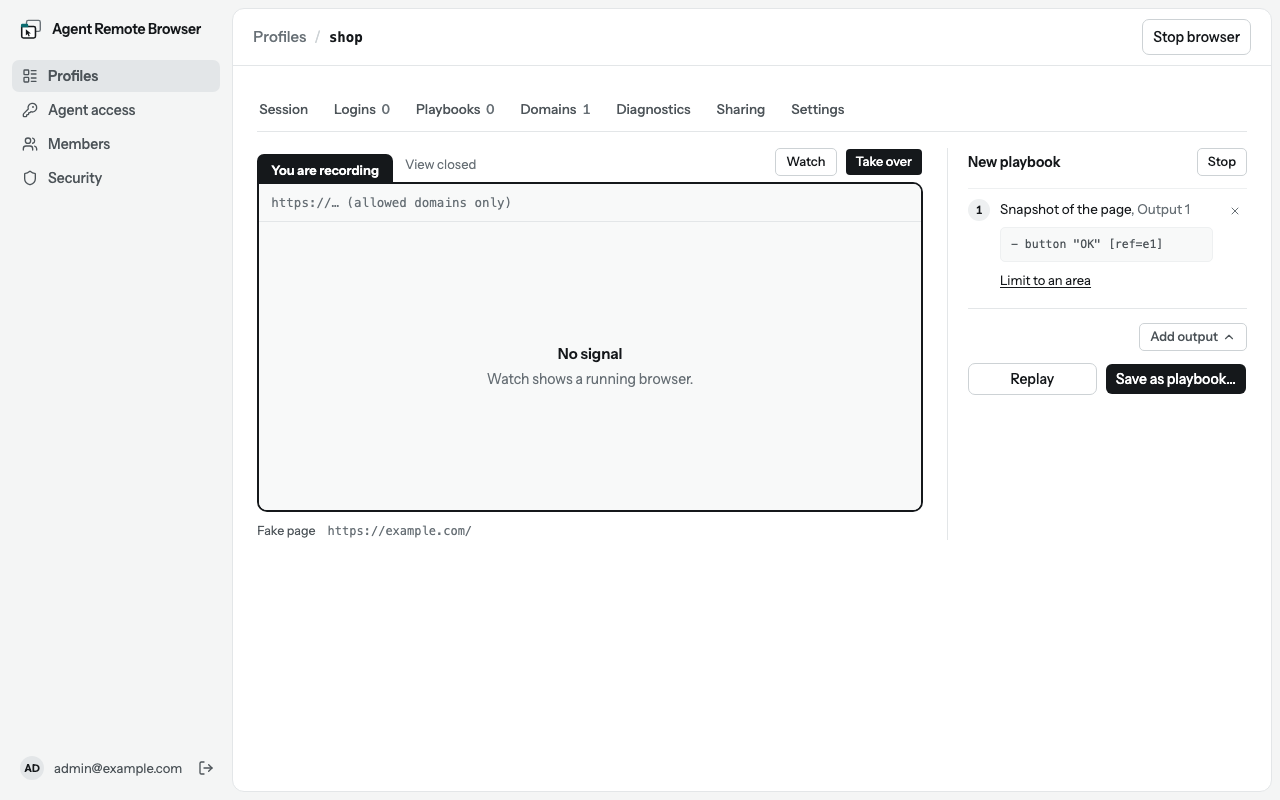 Agent Remote Browser
Profiles
Agent access
Members
Security
AD admin@example.com
Profiles / shop
Stop browser
Session Logins 0 Playbooks 0 Domains 1 Diagnostics Sharing Settings
You are recording View closed Watch Take over
https://… (allowed domains only)
No signal
Watch shows a running browser.
Fake page https://example.com/
New playbook Stop
1 Snapshot of the page, Output 1 ×
– button "OK" [ref=e1]
Limit to an area
Add output
Replay Save as playbook…